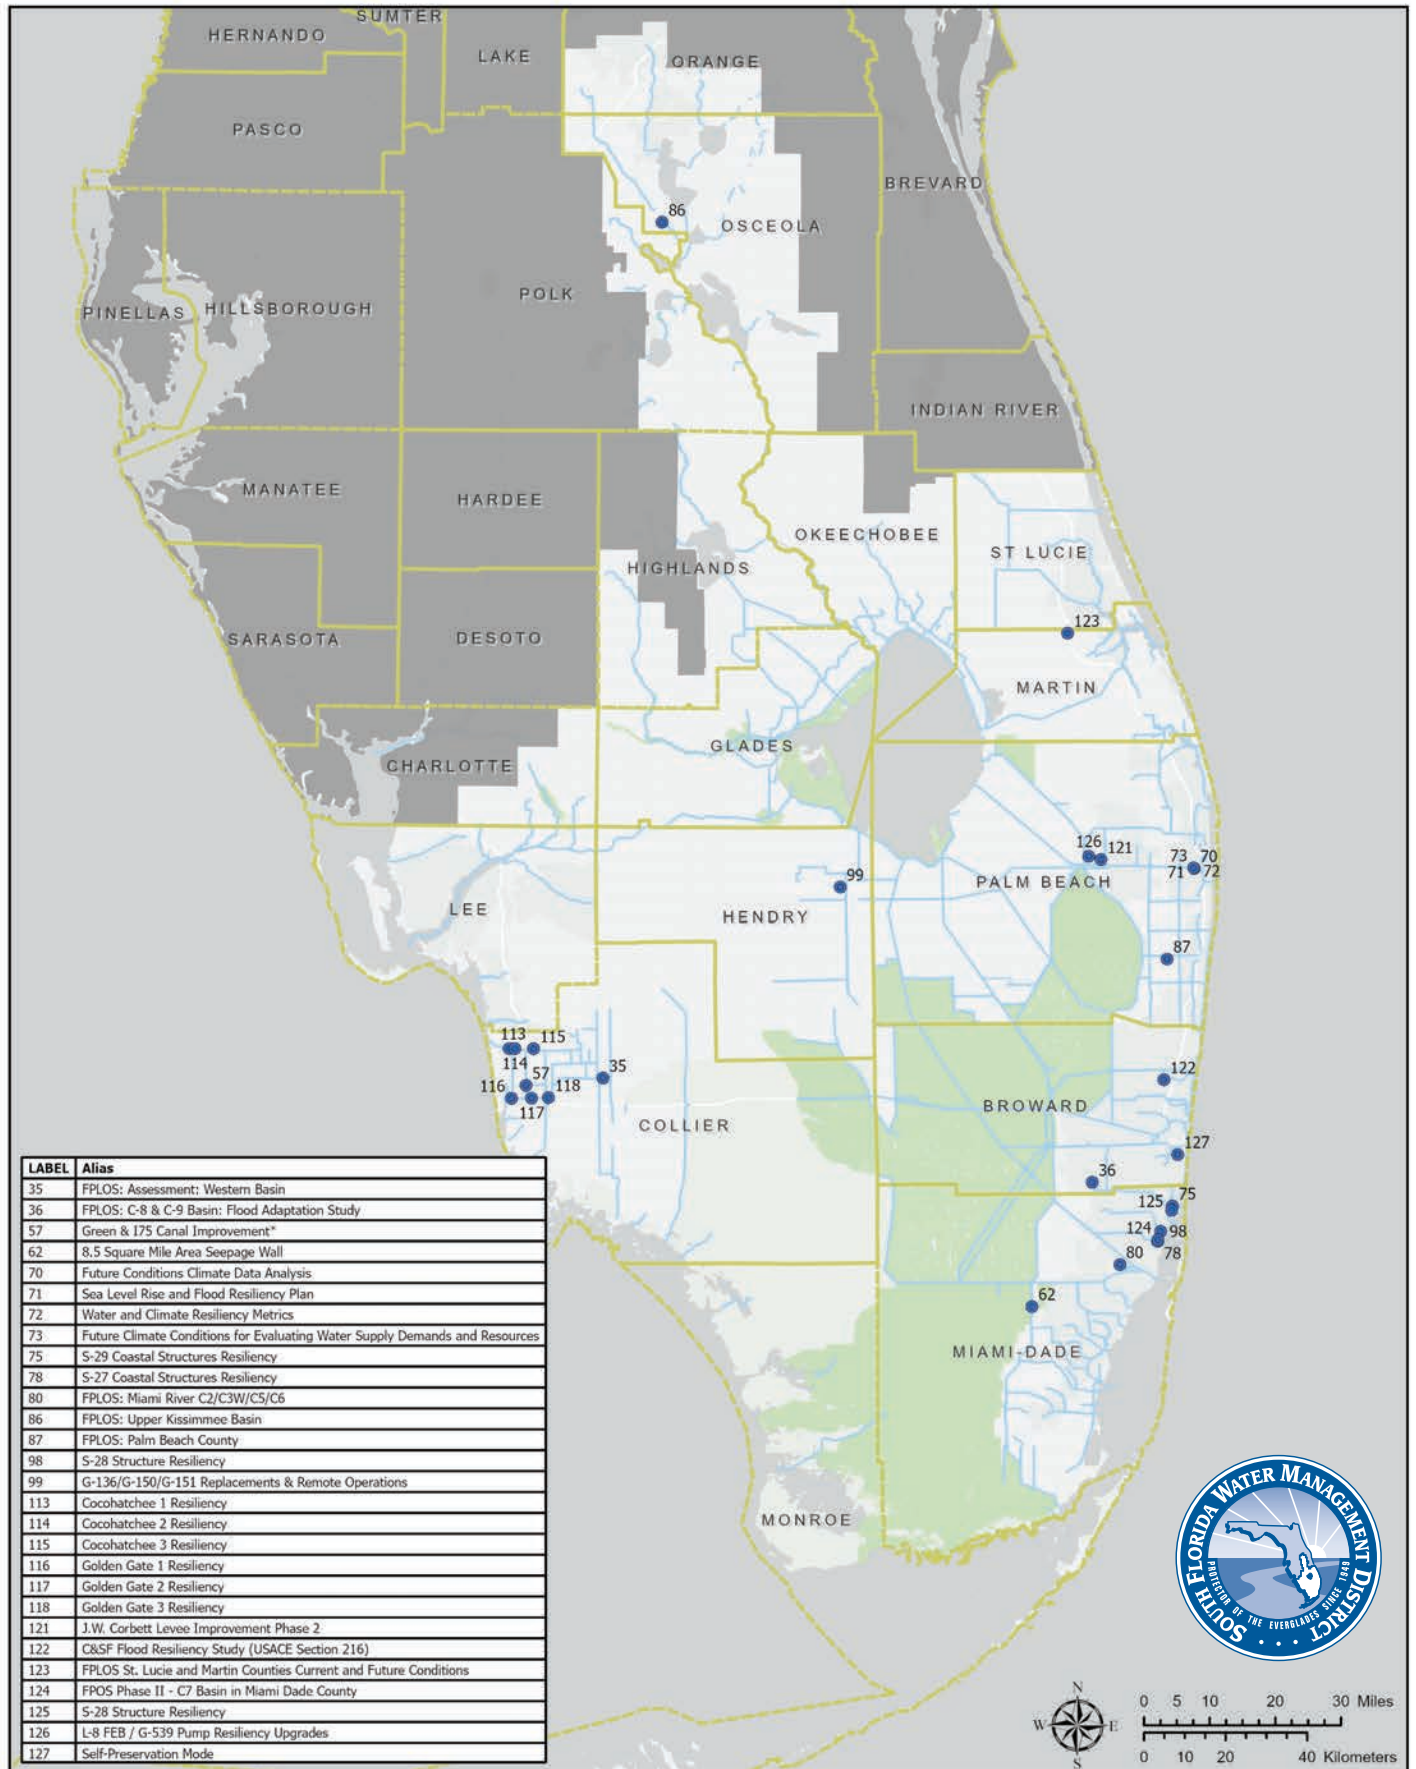 SUMTER
HERNANDO
LAKE
ORANGE
PASCO
BREVARD
86
OSCEOLA
POLK
PINELLAS
HILLSBOROUGH
INDIAN RIVER
MANATEE
HARDEE
OKEECHOBEE
ST LUCIE
HIGHLANDS
123
SARASOTA
DESOTO
MARTIN
GLADES
CHARLOTTE
126 121
73 70
71 72
99
PALM BEACH
LEE
HENDRY
87
113 115
114
35
57
116 118
117
122
BROWARD
COLLIER
127
36
75
125
124 98
78
80
62
MIAMI-DADE
MONROE
LABEL Alias
35 FPLOS: Assessment: Western Basin
36 FPLOS: C-8 & C-9 Basin: Flood Adaptation Study
57 Green & I75 Canal Improvement*
62 8.5 Square Mile Area Seepage Wall
70 Future Conditions Climate Data Analysis
71 Sea Level Rise and Flood Resiliency Plan
72 Water and Climate Resiliency Metrics
73 Future Climate Conditions for Evaluating Water Supply Demands and Resources
75 S-29 Coastal Structures Resiliency
78 S-27 Coastal Structures Resiliency
80 FPLOS: Miami River C2/C3W/C5/C6
86 FPLOS: Upper Kissimmee Basin
87 FPLOS: Palm Beach County
98 S-28 Structure Resiliency
99 G-136/G-150/G-151 Replacements & Remote Operations
113 Cocohatchee 1 Resiliency
114 Cocohatchee 2 Resiliency
115 Cocohatchee 3 Resiliency
116 Golden Gate 1 Resiliency
117 Golden Gate 2 Resiliency
118 Golden Gate 3 Resiliency
121 J.W. Corbett Levee Improvement Phase 2
122 C&SF Flood Resiliency Study (USACE Section 216)
123 FPLOS St. Lucie and Martin Counties Current and Future Conditions
124 FPOS Phase II - C7 Basin in Miami Dade County
125 S-28 Structure Resiliency
126 L-8 FEB / G-539 Pump Resiliency Upgrades
127 Self-Preservation Mode
SOUTH FLORIDA WATER MANAGEMENT DISTRICT
PROTECTOR OF THE EVERGLADES SINCE 1949
N
W E
S
0 5 10 20 30 Miles
0 10 20 40 Kilometers